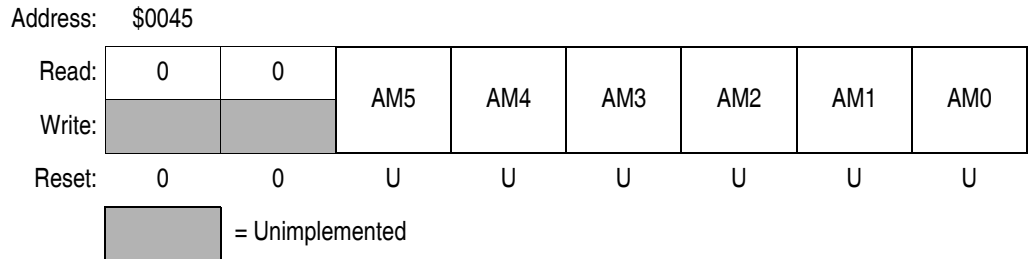 Address: $0045
Read: 0 0 AM5 AM4 AM3 AM2 AM1 AM0
Write:
Reset: 0 0 U U U U U U
= Unimplemented